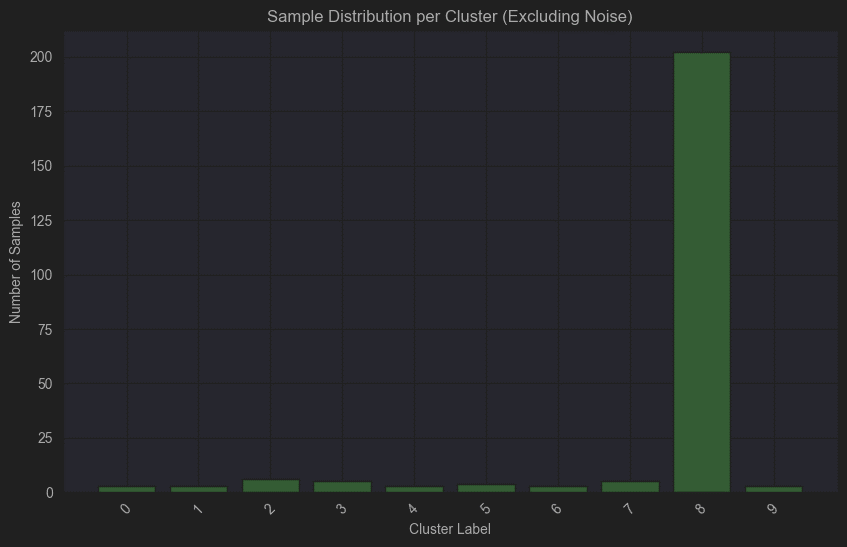 Sample Distribution per Cluster (Excluding Noise)
Number of Samples
200
175
150
125
100
75
50
25
0
0 1 2 3 4 5 6 7 8 9
Cluster Label